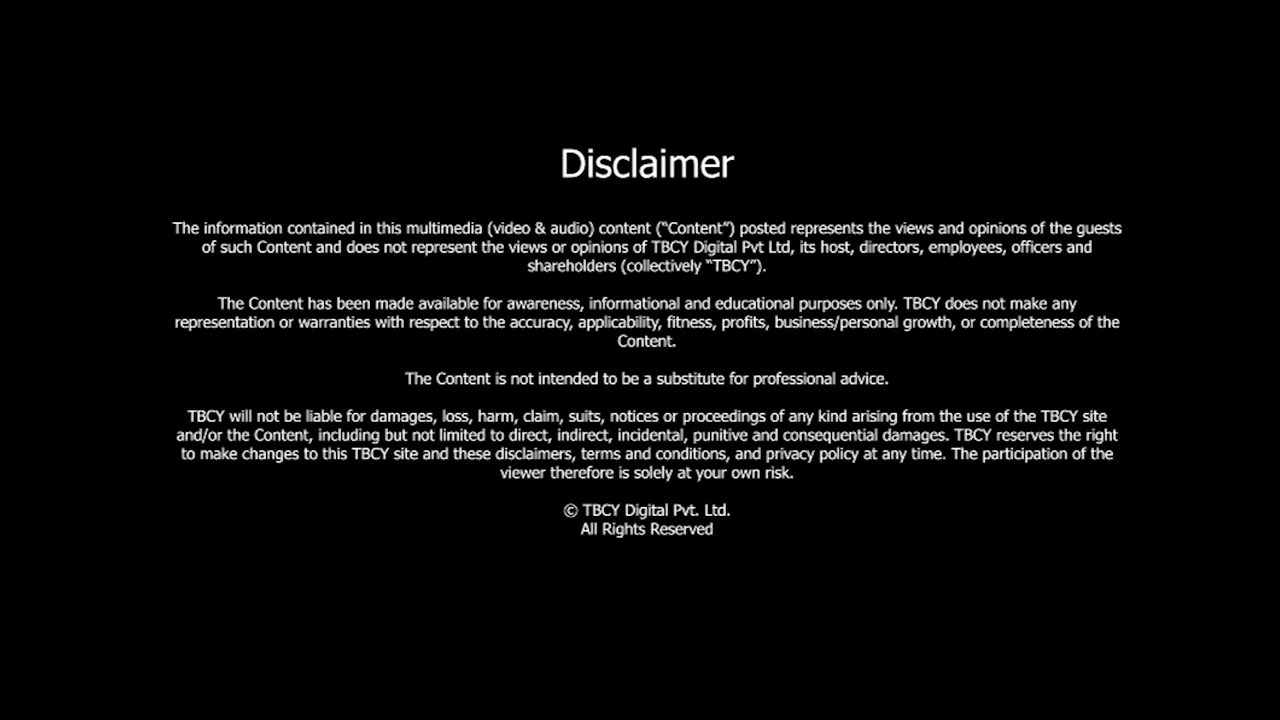 Disclaimer
The information contained in this multimedia (video & audio) content (“Content”) posted represents the views and opinions of the guests
of such Content and does not represent the views or opinions of TBCY Digital Pvt Ltd, its host, directors, employees, officers and
shareholders (collectively “TBCY”).
The Content has been made available for awareness, informational and educational purposes only. TBCY does not make any
representation or warranties with respect to the accuracy, applicability, fitness, profits, business/personal growth, or completeness of the
Content.
The Content is not intended to be a substitute for professional advice.
TBCY will not be liable for damages, loss, harm, claim, suits, notices or proceedings of any kind arising from the use of the TBCY site
and/or the Content, including but not limited to direct, indirect, incidental, punitive and consequential damages. TBCY reserves the right
to make changes to this TBCY site and these disclaimers, terms and conditions, and privacy policy at any time. The participation of the
viewer therefore is solely at your own risk.
© TBCY Digital Pvt. Ltd.
All Rights Reserved